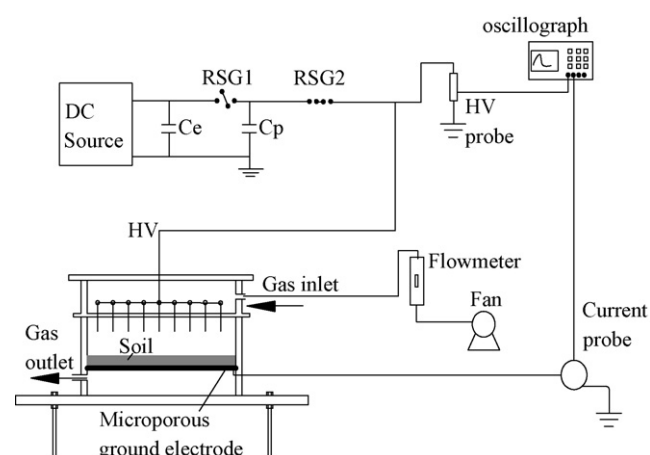 oscillograph
RSG1
RSG2
DC
Source
Ce
Cp
HV
probe
HV
Gas inlet
Flowmeter
Fan
Gas
outlet
Soil
Current
probe
Microporous
ground electrode